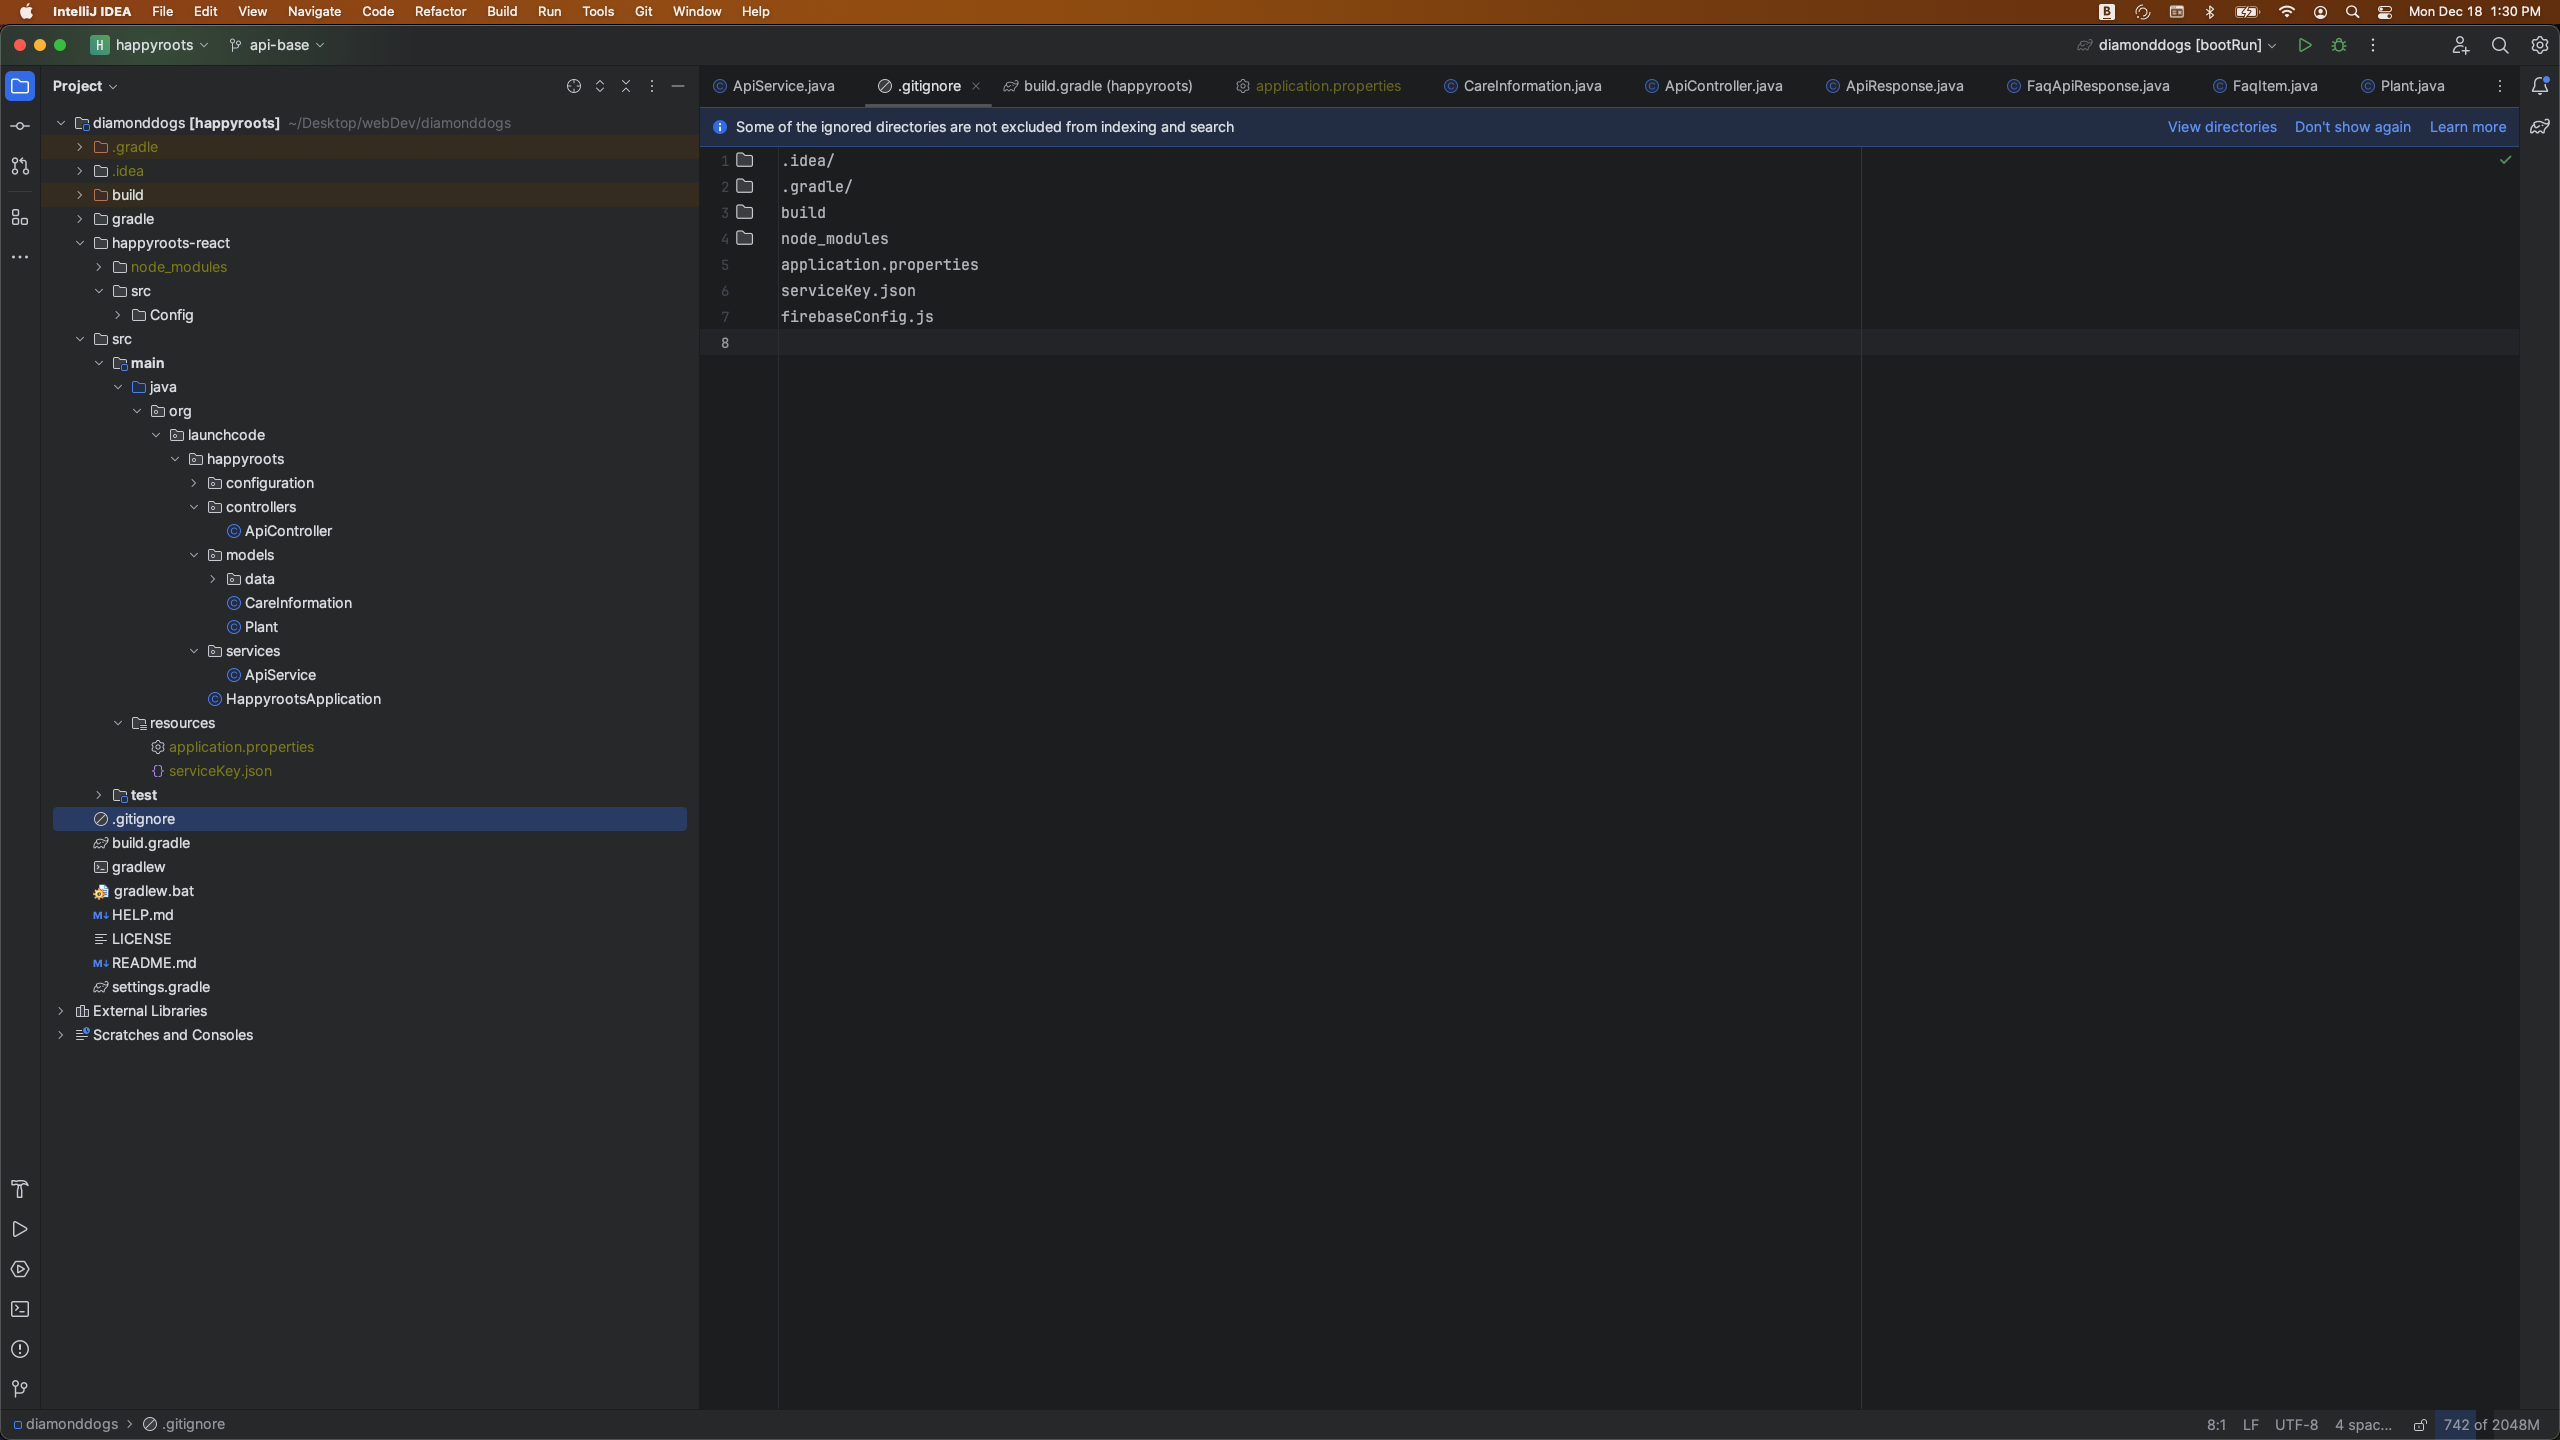 IntelliJ IDEA File Edit View Navigate Code Refactor Build Run Tools Git Window Help B Mon Dec 18 1:30 PM
H happyroots api-base diamonddogs [bootRun]
Project
ApiService.java .gitignore build.gradle (happyroots) application.properties CareInformation.java ApiController.java ApiResponse.java FaqApiResponse.java FaqItem.java Plant.java
Some of the ignored directories are not excluded from indexing and search View directories Don't show again Learn more
diamonddogs [happyroots] ~/Desktop/webDev/diamonddogs
.gradle
.idea
build
gradle
happyroots-react
node_modules
src
Config
src
main
java
org
launchcode
happyroots
configuration
controllers
ApiController
models
data
CareInformation
Plant
services
ApiService
HappyrootsApplication
resources
application.properties
serviceKey.json
test
.gitignore
build.gradle
gradlew
gradlew.bat
M↓ HELP.md
LICENSE
M↓ README.md
settings.gradle
External Libraries
Scratches and Consoles
1 .idea/
2 .gradle/
3 build
4 node_modules
5 application.properties
6 serviceKey.json
7 firebaseConfig.js
8
diamonddogs > .gitignore 8:1 LF UTF-8 4 spac... 742 of 2048M